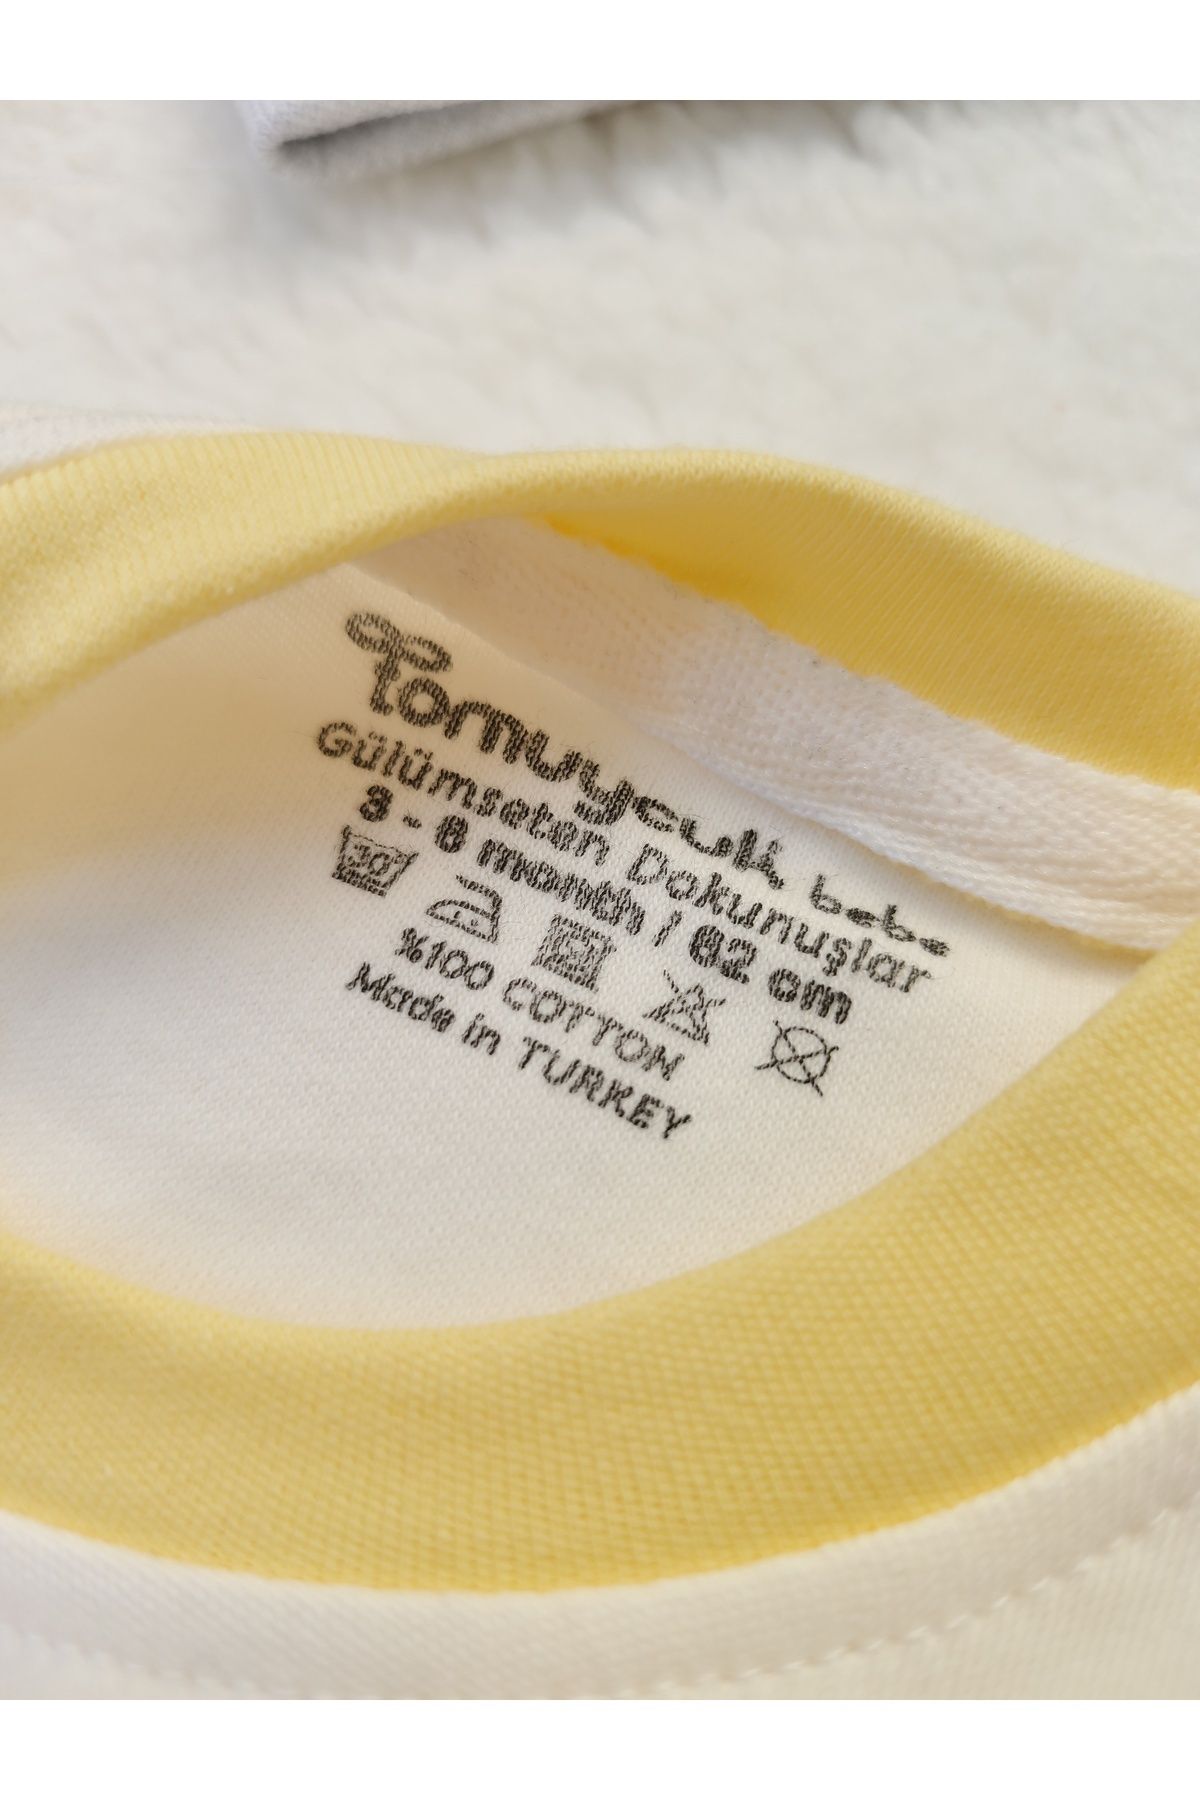 Tomuycuk bebe
Gülümseten Dokunuşlar
3 - 6 month / 62 cm
30°
%100 COTTON
Made in TURKEY